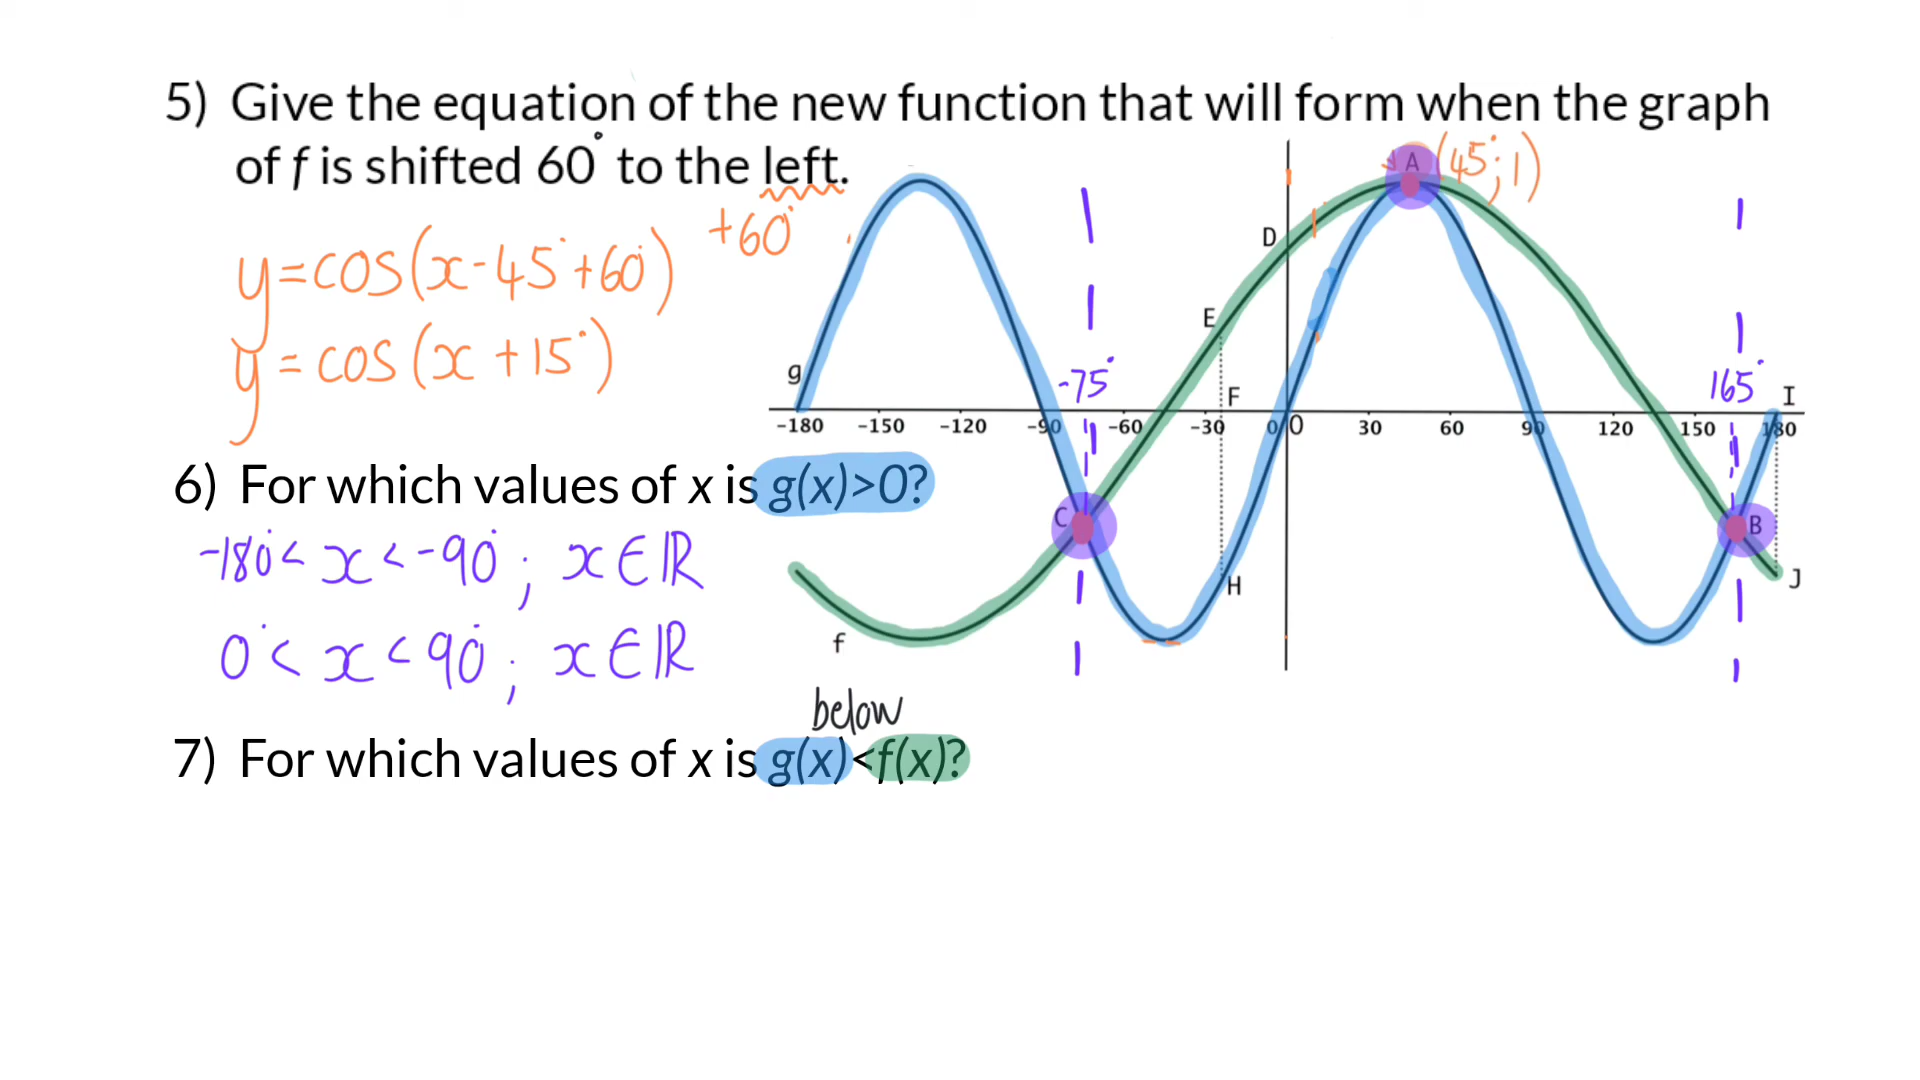 5) Give the equation of the new function that will form when the graph
of f is shifted 60° to the left.
+60°
y=cos(x-45°+60°)
y=cos(x+15°)
6) For which values of x is g(x)>0?
-180°<x<-90°; x∈ℝ
0°<x<90°; x∈ℝ
below
7) For which values of x is g(x)<f(x)?
A (45°;1)
D
E
g
-75°
165°
F
I
-180 -150 -120 -90 -60 -30 0 0 30 60 90 120 150 180
C
B
H
J
f